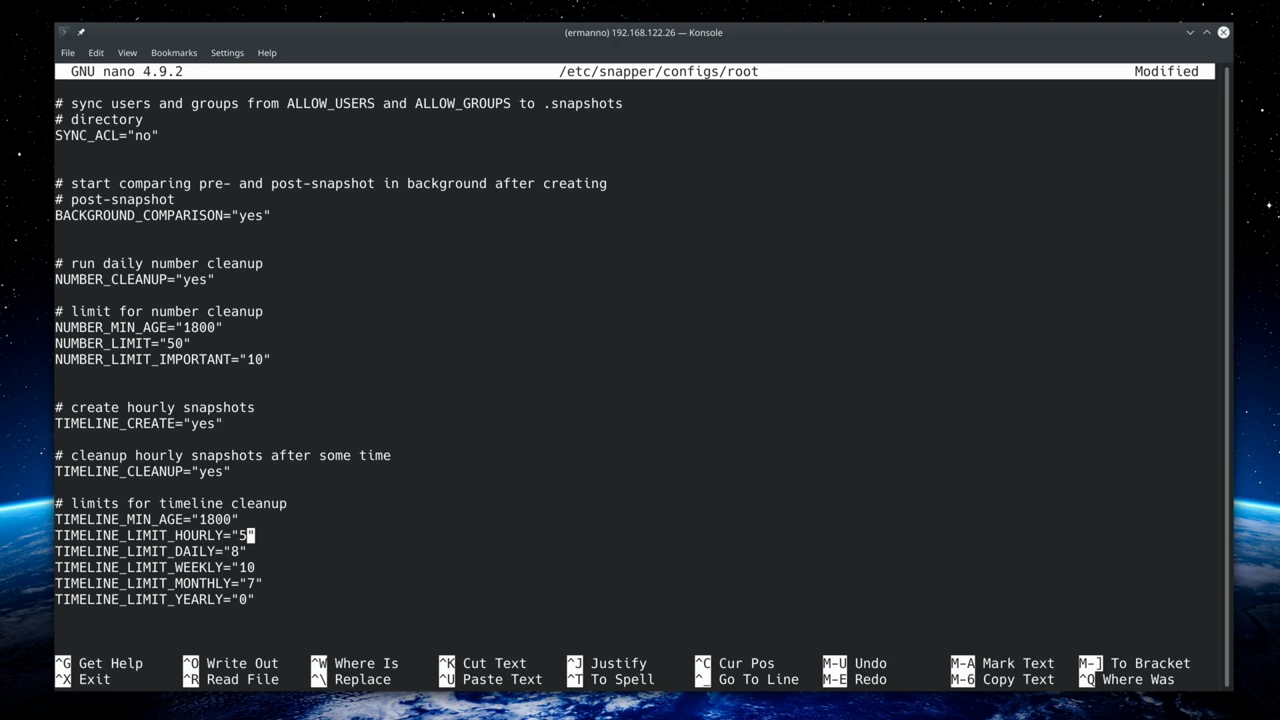 (ermanno) 192.168.122.26 — Konsole
File Edit View Bookmarks Settings Help
GNU nano 4.9.2 /etc/snapper/configs/root Modified
# sync users and groups from ALLOW_USERS and ALLOW_GROUPS to .snapshots
# directory
SYNC_ACL="no"
# start comparing pre- and post-snapshot in background after creating
# post-snapshot
BACKGROUND_COMPARISON="yes"
# run daily number cleanup
NUMBER_CLEANUP="yes"
# limit for number cleanup
NUMBER_MIN_AGE="1800"
NUMBER_LIMIT="50"
NUMBER_LIMIT_IMPORTANT="10"
# create hourly snapshots
TIMELINE_CREATE="yes"
# cleanup hourly snapshots after some time
TIMELINE_CLEANUP="yes"
# limits for timeline cleanup
TIMELINE_MIN_AGE="1800"
TIMELINE_LIMIT_HOURLY="5"
TIMELINE_LIMIT_DAILY="8"
TIMELINE_LIMIT_WEEKLY="10
TIMELINE_LIMIT_MONTHLY="7"
TIMELINE_LIMIT_YEARLY="0"
^G Get Help ^O Write Out ^W Where Is ^K Cut Text ^J Justify ^C Cur Pos M-U Undo M-A Mark Text M-] To Bracket
^X Exit ^R Read File ^\ Replace ^U Paste Text ^T To Spell ^_ Go To Line M-E Redo M-6 Copy Text ^Q Where Was